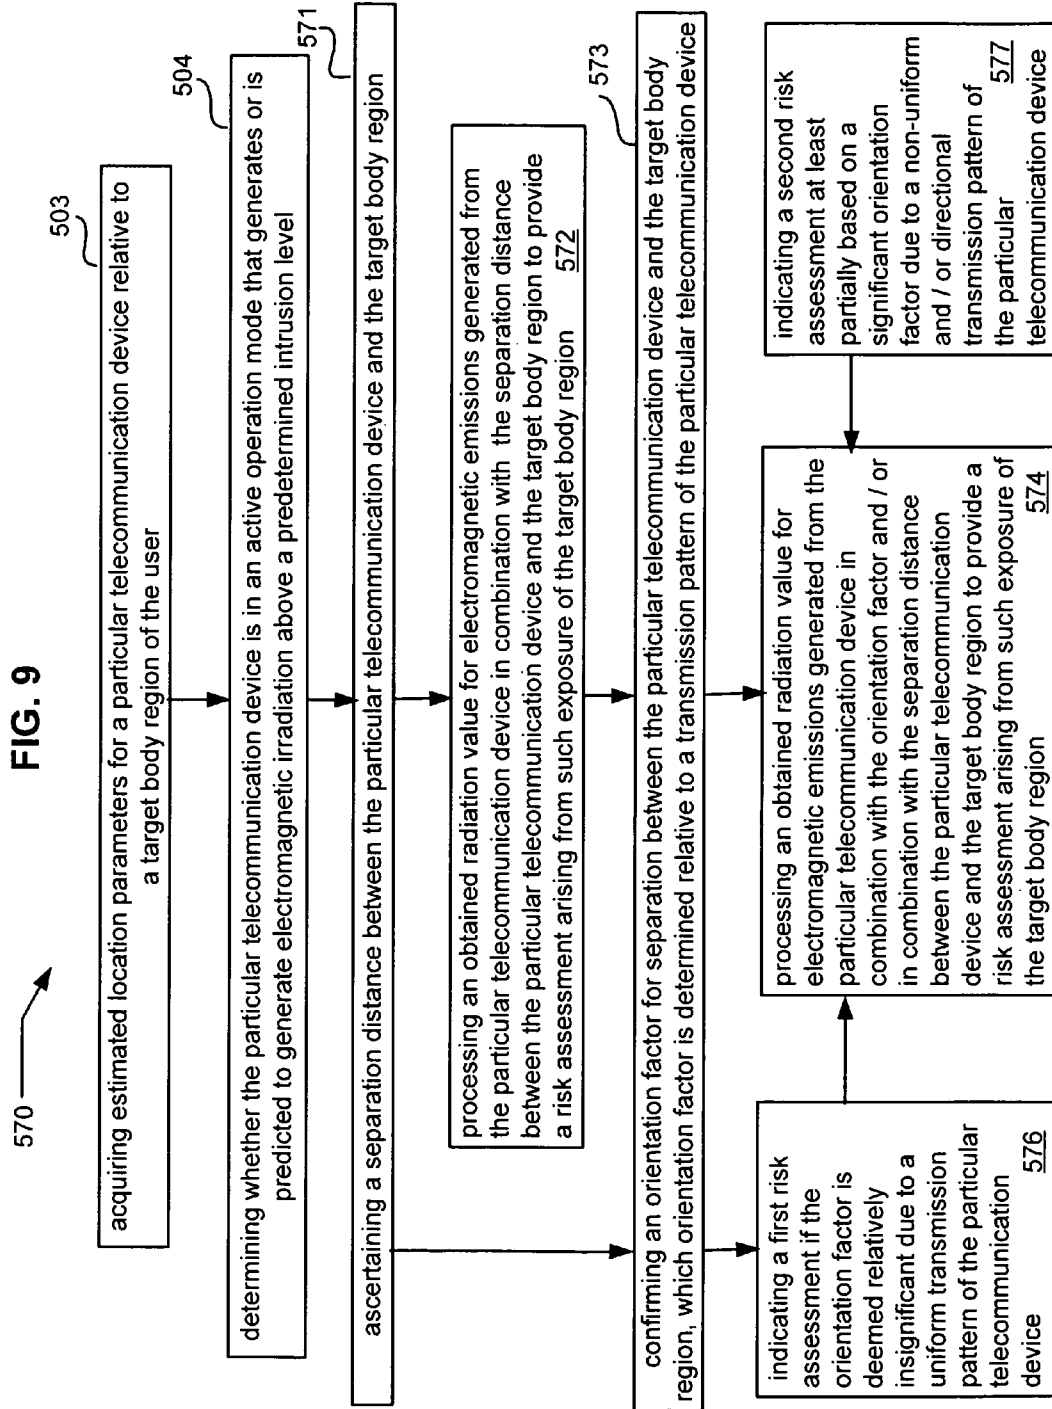 FIG. 9
570
503
acquiring estimated location parameters for a particular telecommunication device relative to
a target body region of the user
504
determining whether the particular telecommunication device is in an active operation mode that generates or is
predicted to generate electromagnetic irradiation above a predetermined intrusion level
571
ascertaining a separation distance between the particular telecommunication device and the target body region
processing an obtained radiation value for electromagnetic emissions generated from
the particular telecommunication device in combination with the separation distance
between the particular telecommunication device and the target body region to provide
a risk assessment arising from such exposure of the target body region
572
573
confirming an orientation factor for separation between the particular telecommunication device and the target body
region, which orientation factor is determined relative to a transmission pattern of the particular telecommunication device
indicating a first risk
assessment if the
orientation factor is
deemed relatively
insignificant due to a
uniform transmission
pattern of the particular
telecommunication
device
576
processing an obtained radiation value for
electromagnetic emissions generated from the
particular telecommunication device in
combination with the orientation factor and / or
in combination with the separation distance
between the particular telecommunication
device and the target body region to provide a
risk assessment arising from such exposure of
the target body region
574
indicating a second risk
assessment at least
partially based on a
significant orientation
factor due to a non-uniform
and / or directional
transmission pattern of
the particular
577
telecommunication device